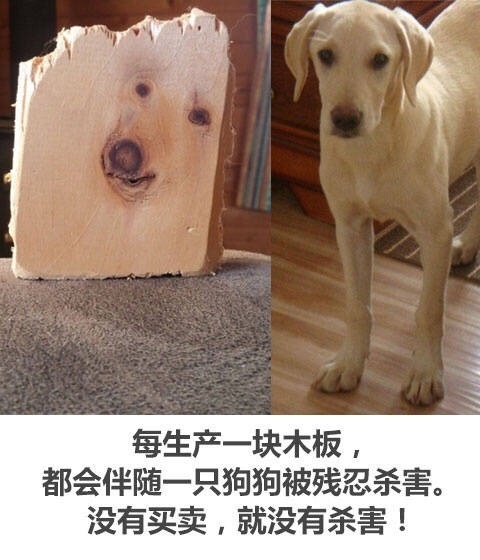 每生产一块木板，
都会伴随一只狗狗被残忍杀害。
没有买卖，就没有杀害！